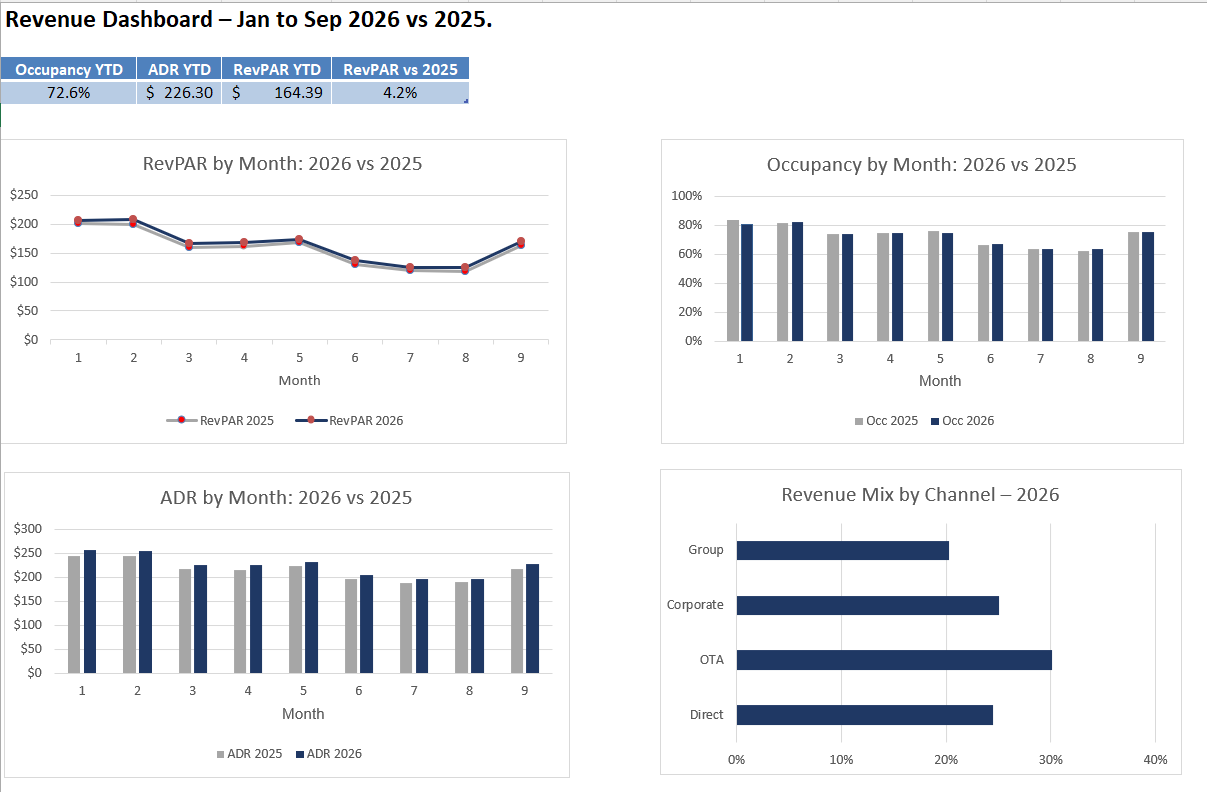 Revenue Dashboard – Jan to Sep 2026 vs 2025.
Occupancy YTD ADR YTD RevPAR YTD RevPAR vs 2025
72.6% $ 226.30 $ 164.39 4.2%
RevPAR by Month: 2026 vs 2025
$250
$200
$150
$100
$50
$0
1 2 3 4 5 6 7 8 9
Month
RevPAR 2025 RevPAR 2026
Occupancy by Month: 2026 vs 2025
100%
80%
60%
40%
20%
0%
1 2 3 4 5 6 7 8 9
Month
Occ 2025 Occ 2026
ADR by Month: 2026 vs 2025
$300
$250
$200
$150
$100
$50
$0
1 2 3 4 5 6 7 8 9
Month
ADR 2025 ADR 2026
Revenue Mix by Channel – 2026
Group
Corporate
OTA
Direct
0% 10% 20% 30% 40%